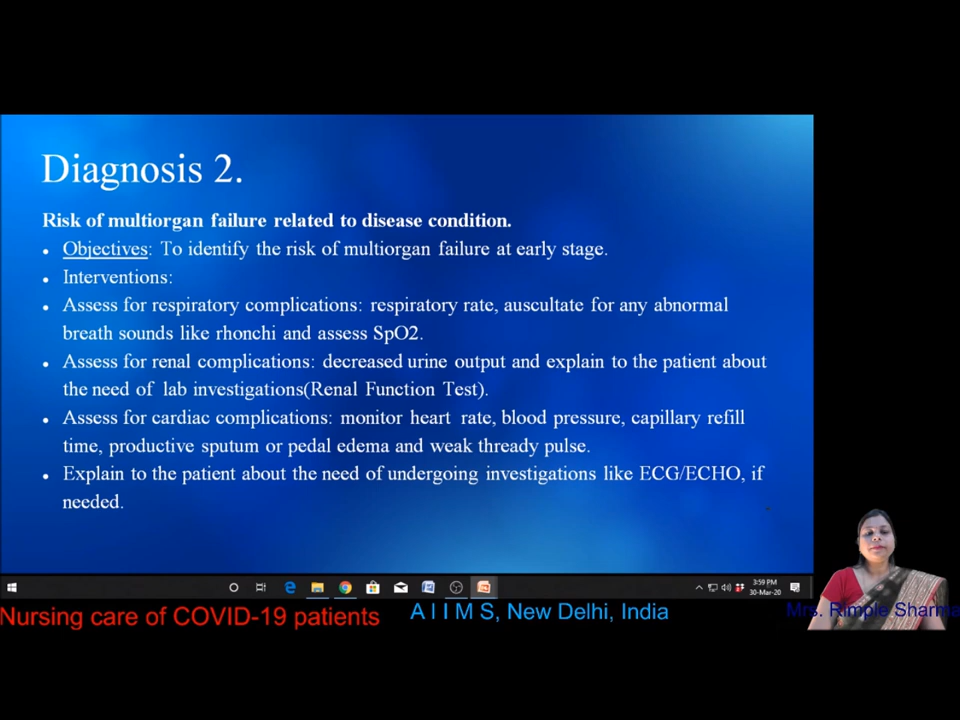 Diagnosis 2.
Risk of multiorgan failure related to disease condition.
• Objectives: To identify the risk of multiorgan failure at early stage.
• Interventions:
• Assess for respiratory complications: respiratory rate, auscultate for any abnormal
breath sounds like rhonchi and assess SpO2.
• Assess for renal complications: decreased urine output and explain to the patient about
the need of lab investigations(Renal Function Test).
• Assess for cardiac complications: monitor heart rate, blood pressure, capillary refill
time, productive sputum or pedal edema and weak thready pulse.
• Explain to the patient about the need of undergoing investigations like ECG/ECHO, if
needed.
3:59 PM
30-Mar-20
Nursing care of COVID-19 patients
A I I M S, New Delhi, India
Mrs. Rimple Sharma